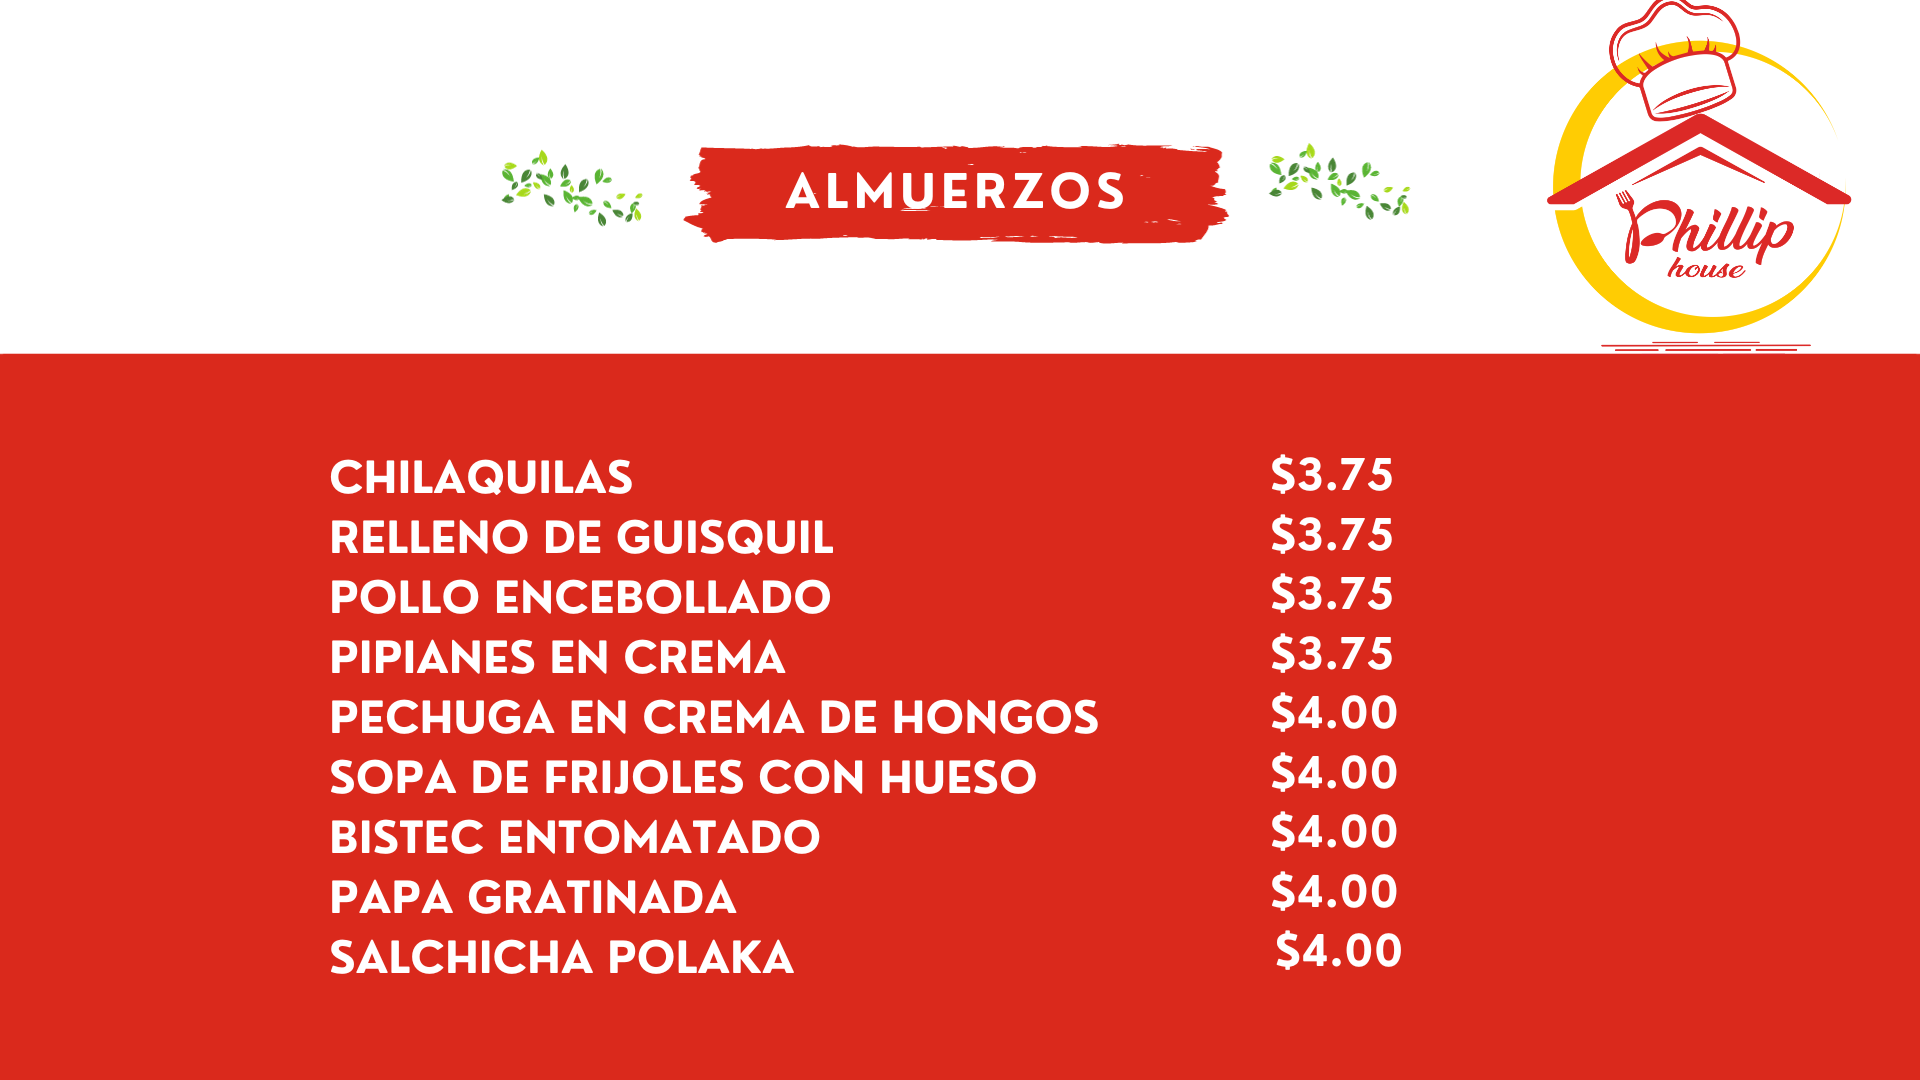 ALMUERZOS
Phillip
house
CHILAQUILAS $3.75
RELLENO DE GUISQUIL $3.75
POLLO ENCEBOLLADO $3.75
PIPIANES EN CREMA $3.75
PECHUGA EN CREMA DE HONGOS $4.00
SOPA DE FRIJOLES CON HUESO $4.00
BISTEC ENTOMATADO $4.00
PAPA GRATINADA $4.00
SALCHICHA POLAKA $4.00